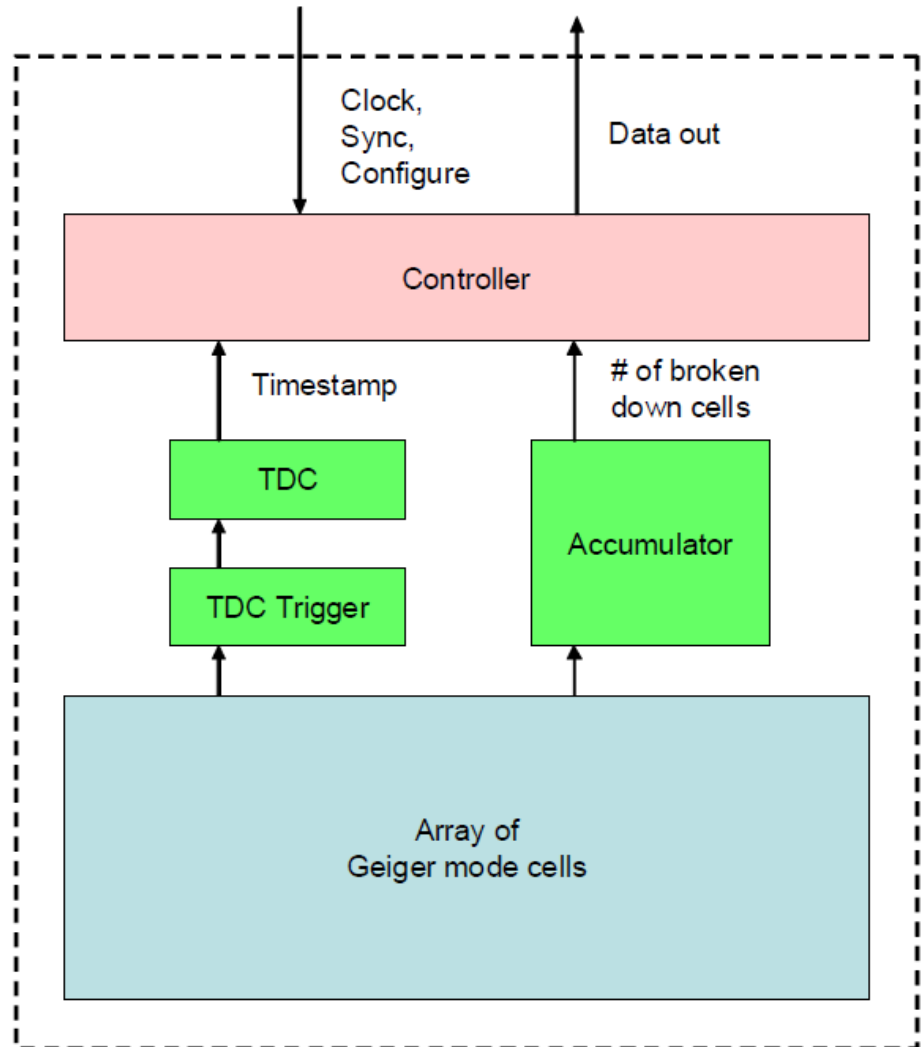 Clock,
Sync,
Configure
Data out
Controller
Timestamp
# of broken
down cells
TDC
Accumulator
TDC Trigger
Array of
Geiger mode cells